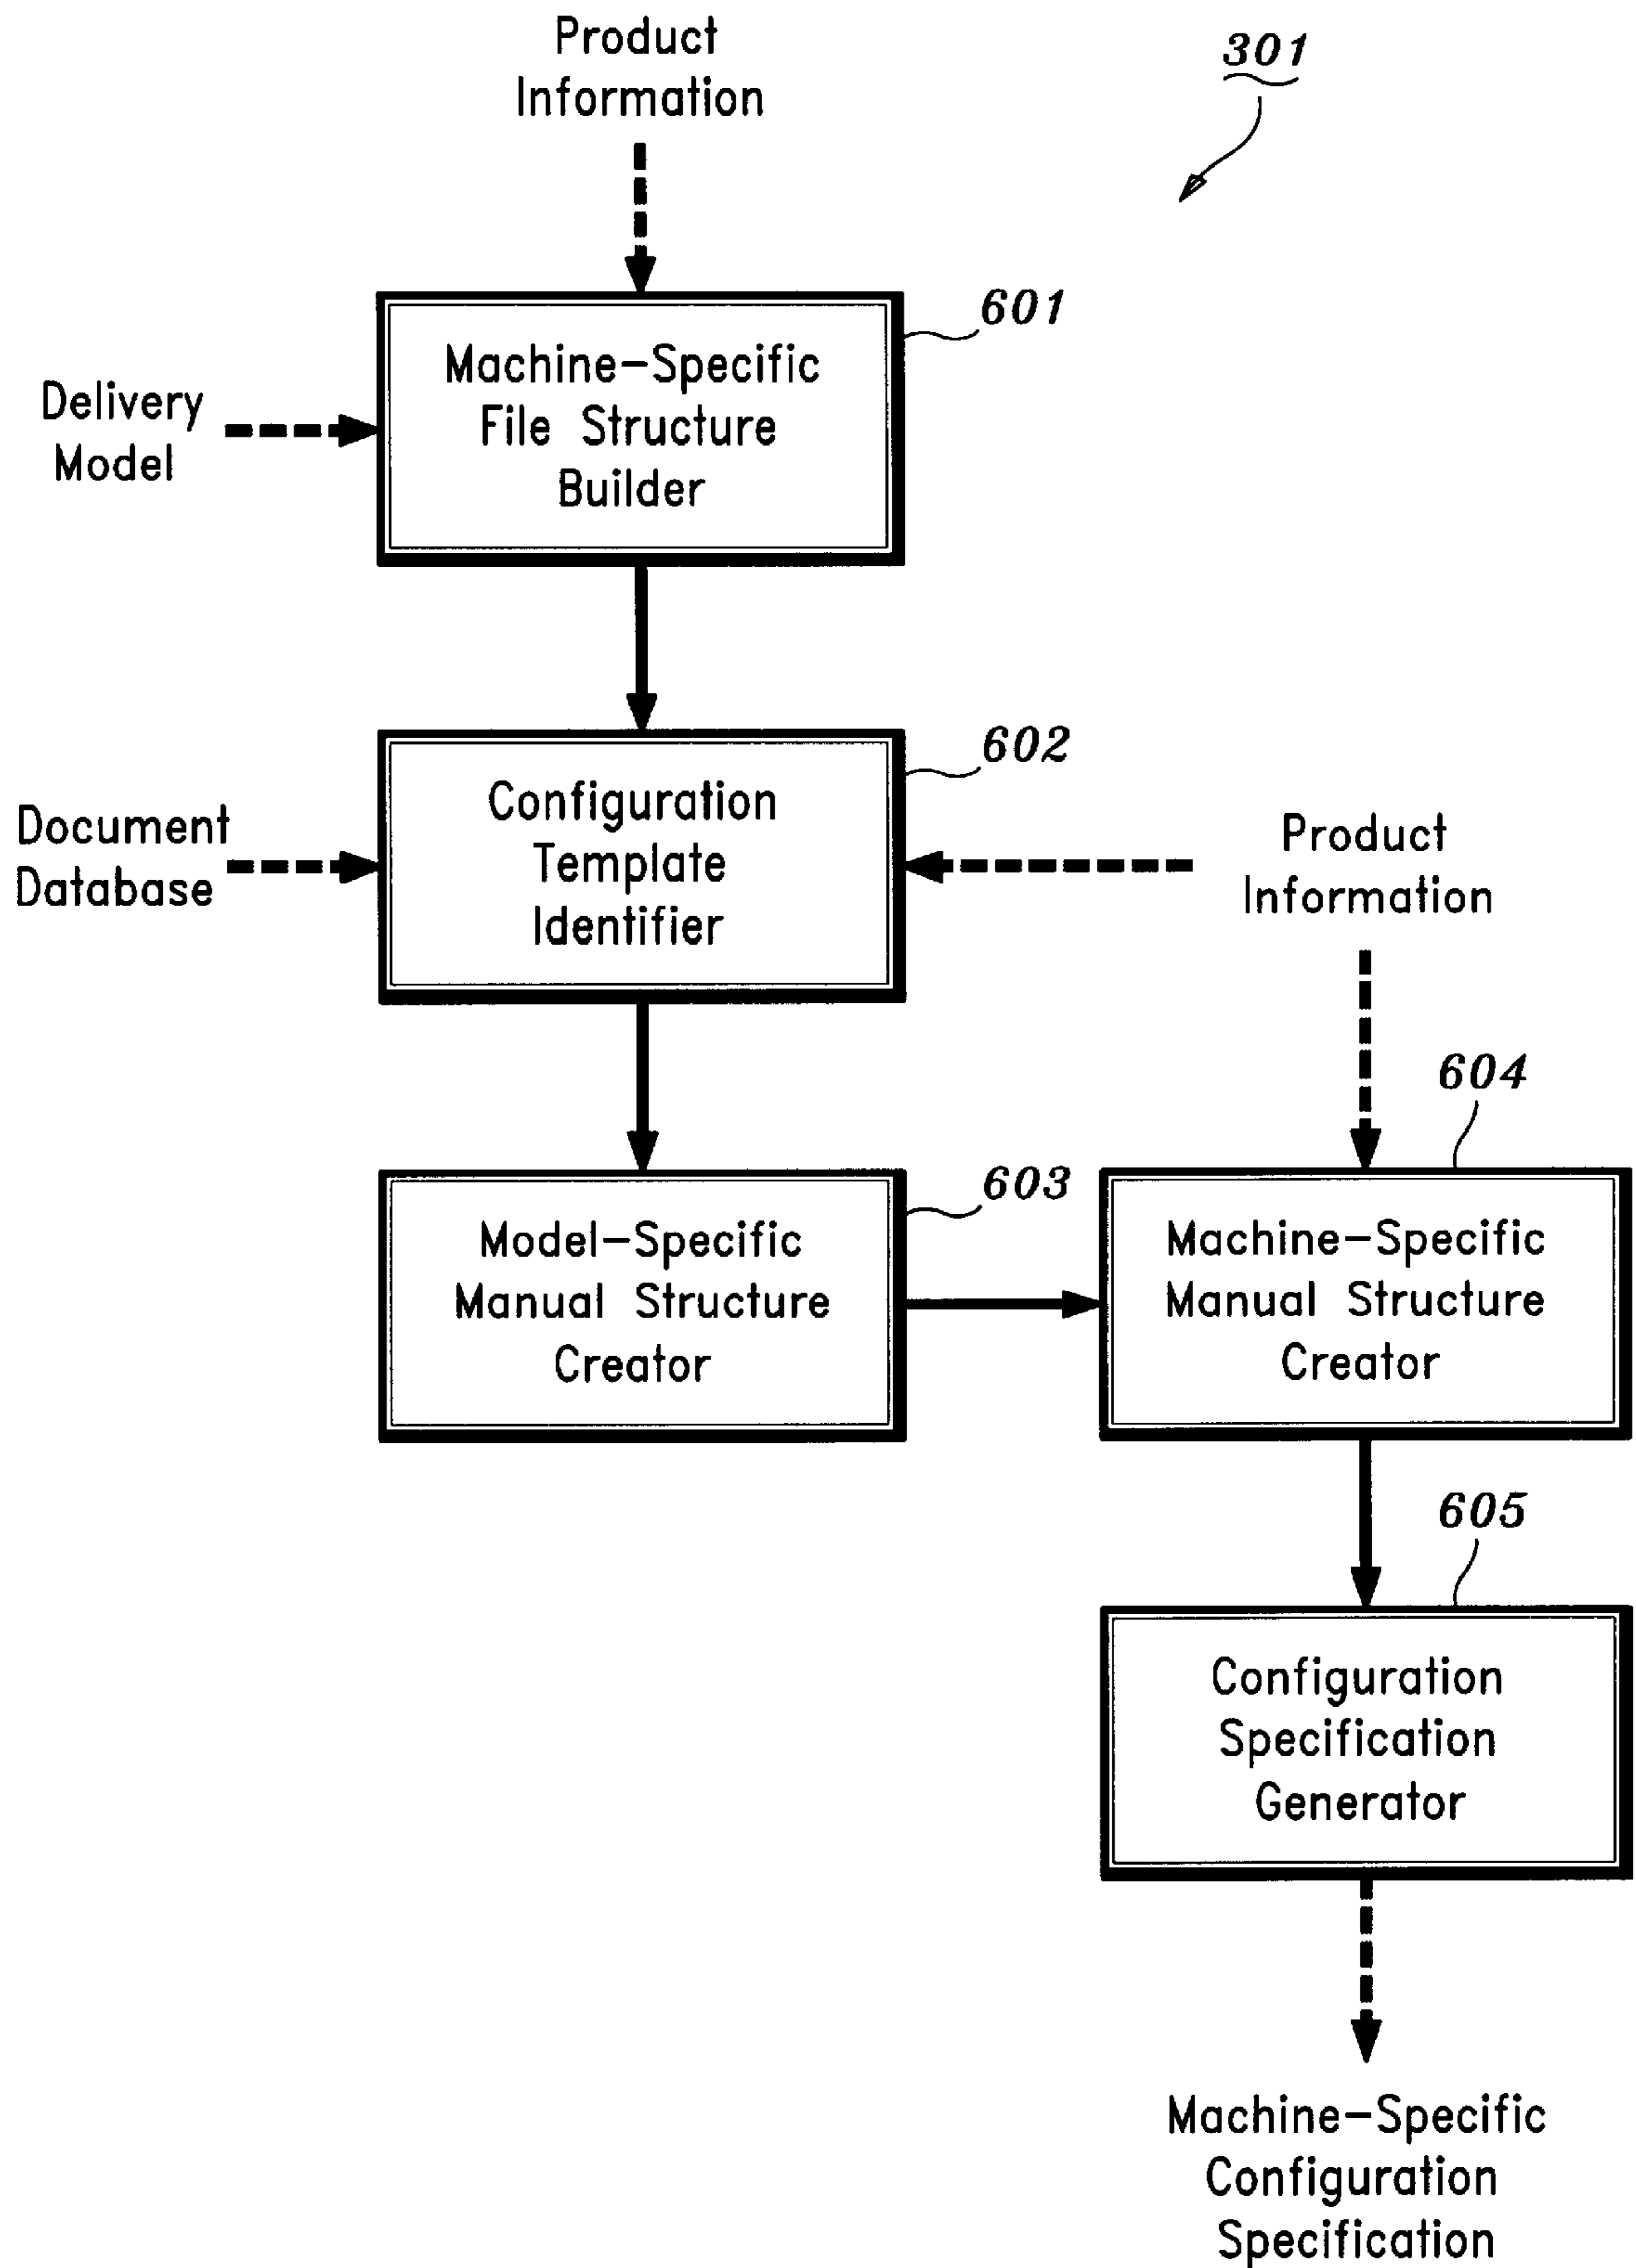 Product
Information
301
601
Machine-Specific
File Structure
Builder
Delivery
Model
602
Configuration
Template
Identifier
Document
Database
Product
Information
604
603
Model-Specific
Manual Structure
Creator
Machine-Specific
Manual Structure
Creator
605
Configuration
Specification
Generator
Machine-Specific
Configuration
Specification